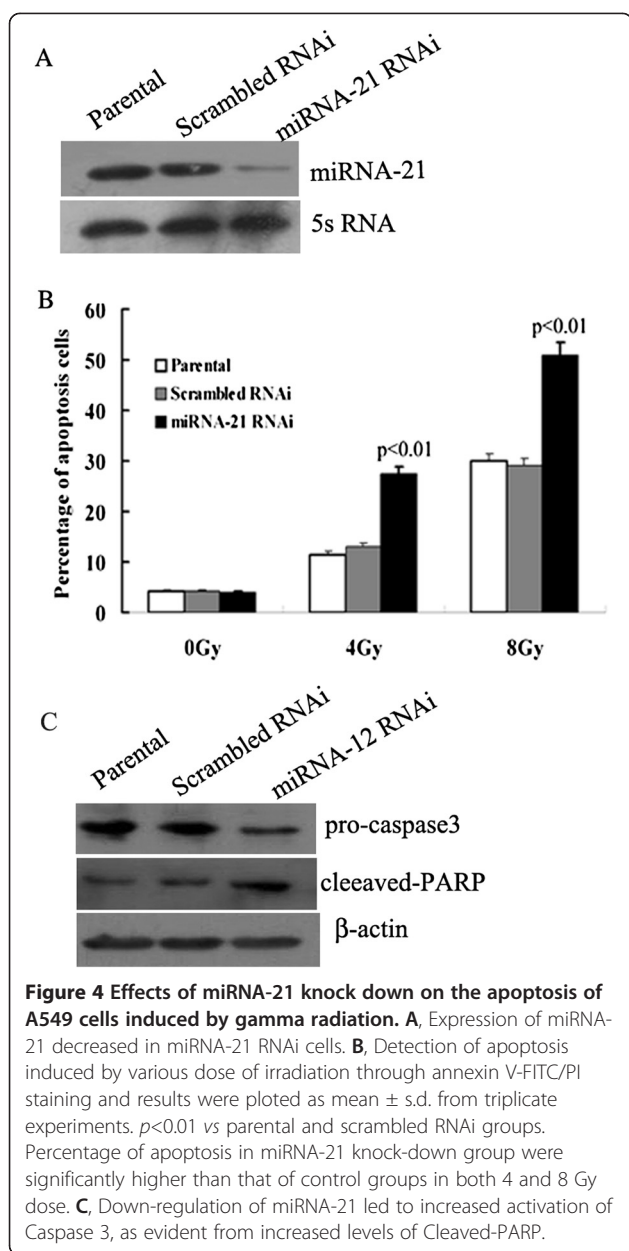 A
Parental
Scrambled RNAi
miRNA-21 RNAi
miRNA-21
5s RNA
B
60
50
40
30
20
10
0
Percentage of apoptosis cells
Parental
Scrambled RNAi
miRNA-21 RNAi
p<0.01
p<0.01
0Gy
4Gy
8Gy
C
Parental
Scrambled RNAi
miRNA-12 RNAi
pro-caspase3
cleeaved-PARP
β-actin
Figure 4 Effects of miRNA-21 knock down on the apoptosis of
A549 cells induced by gamma radiation. A, Expression of miRNA-
21 decreased in miRNA-21 RNAi cells. B, Detection of apoptosis
induced by various dose of irradiation through annexin V-FITC/PI
staining and results were ploted as mean ± s.d. from triplicate
experiments. p<0.01 vs parental and scrambled RNAi groups.
Percentage of apoptosis in miRNA-21 knock-down group were
significantly higher than that of control groups in both 4 and 8 Gy
dose. C, Down-regulation of miRNA-21 led to increased activation of
Caspase 3, as evident from increased levels of Cleaved-PARP.